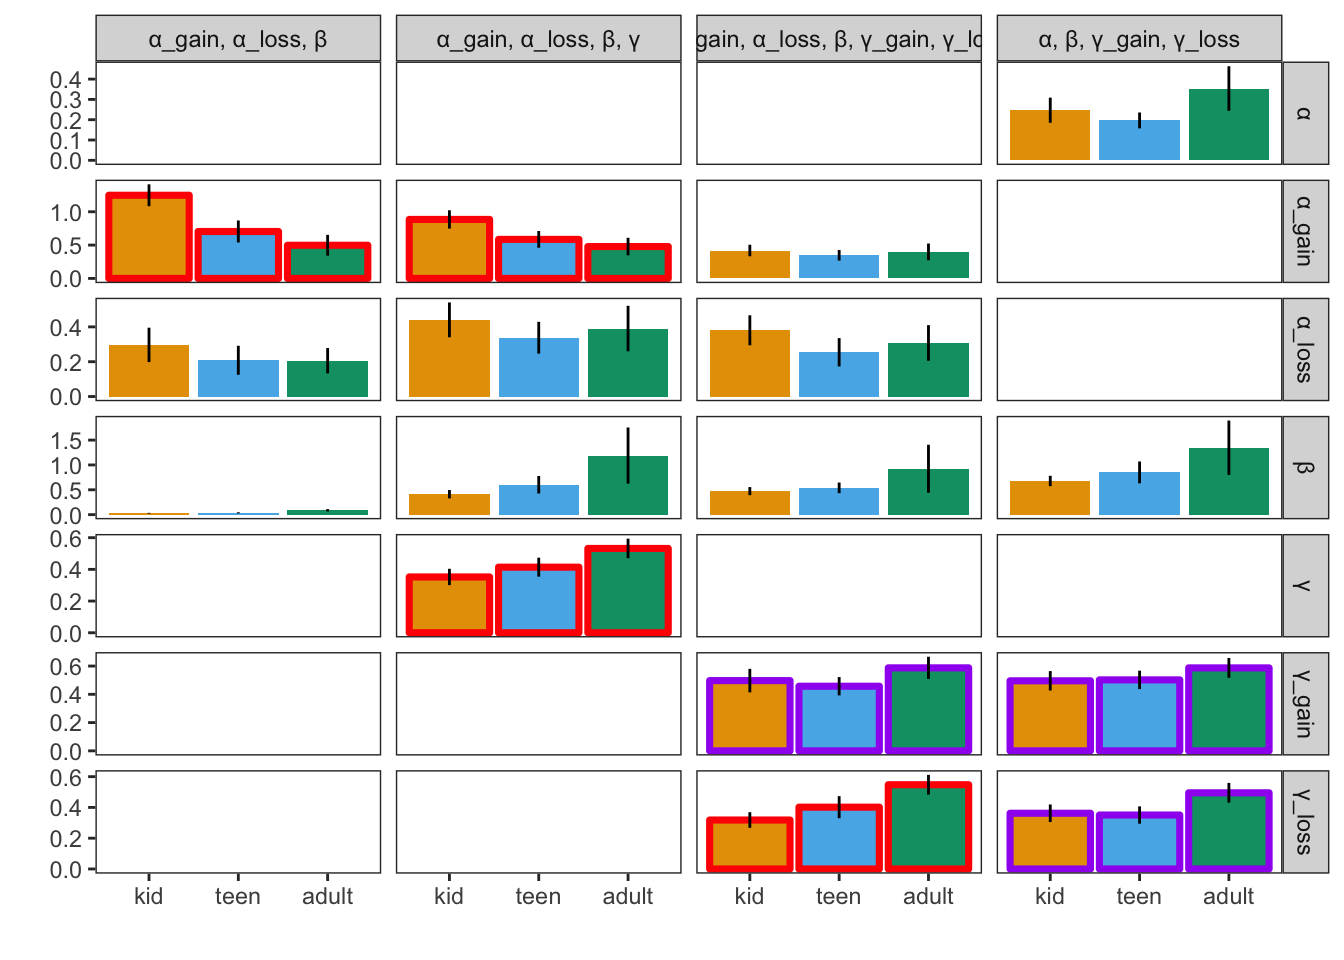 α_gain, α_loss, β
α_gain, α_loss, β, γ
gain, α_loss, β, γ_gain, γ_lo
α, β, γ_gain, γ_loss
0.4
0.3
0.2
0.1
0.0
α
1.0
0.5
0.0
α_gain
0.4
0.2
0.0
α_loss
1.5
1.0
0.5
0.0
β
0.6
0.4
0.2
0.0
γ
0.6
0.4
0.2
0.0
γ_gain
0.6
0.4
0.2
0.0
γ_loss
kid teen adult
kid teen adult
kid teen adult
kid teen adult